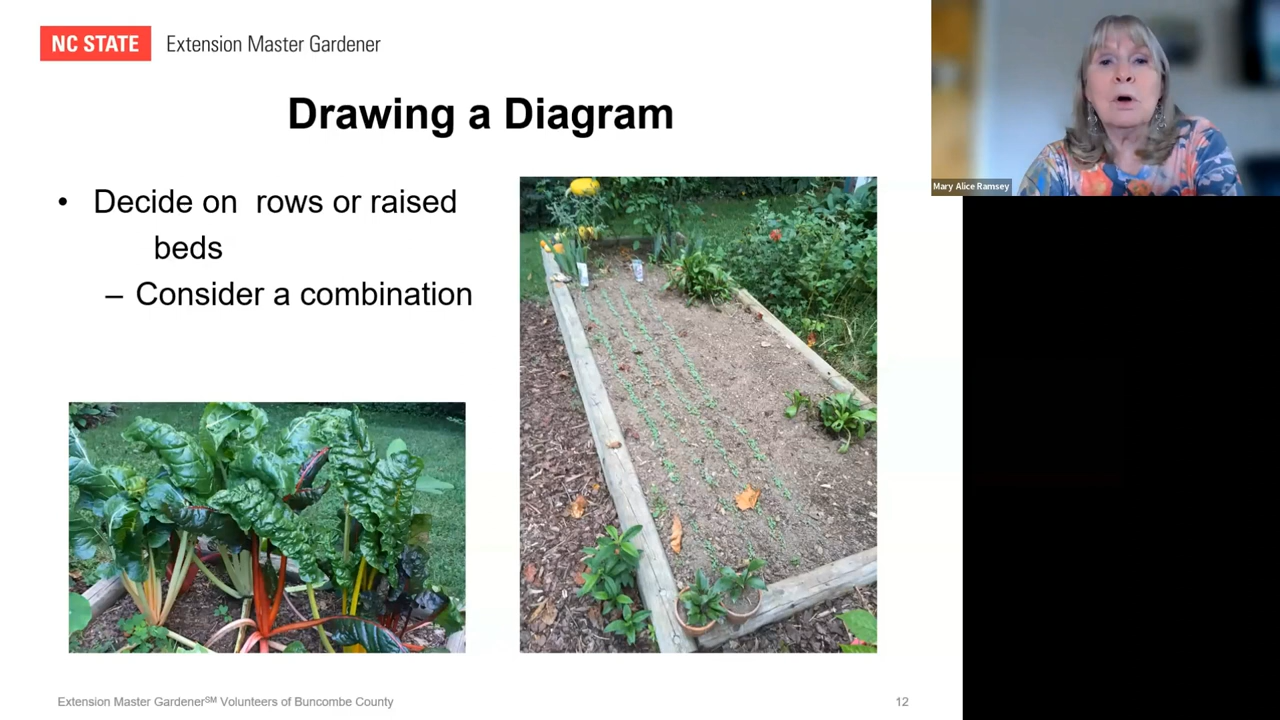 NC STATE Extension Master Gardener
Drawing a Diagram
• Decide on rows or raised
beds
– Consider a combination
Extension Master Gardener℠ Volunteers of Buncombe County
12
Mary Alice Ramsey